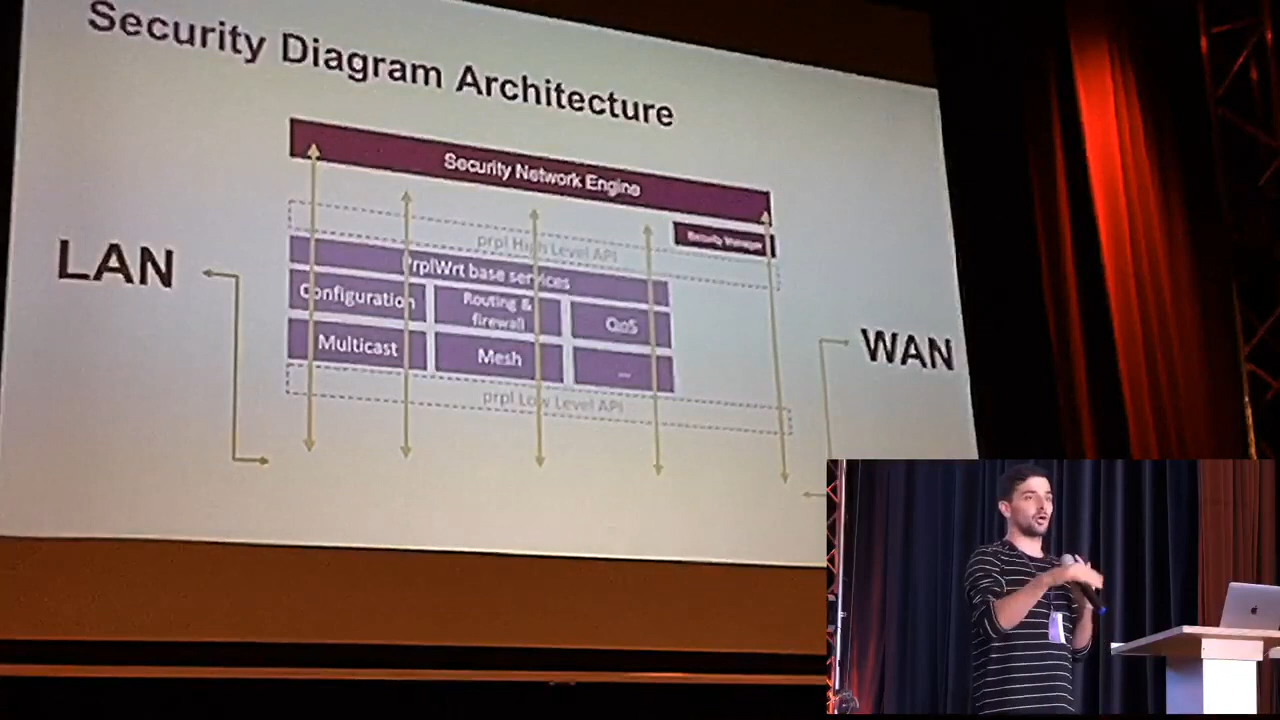 Security Diagram Architecture
Security Network Engine
Security Manager
prpl High Level API
PrplWrt base services
Configuration
Routing &
firewall
QoS
Multicast
Mesh
...
prpl Low Level API
LAN
WAN